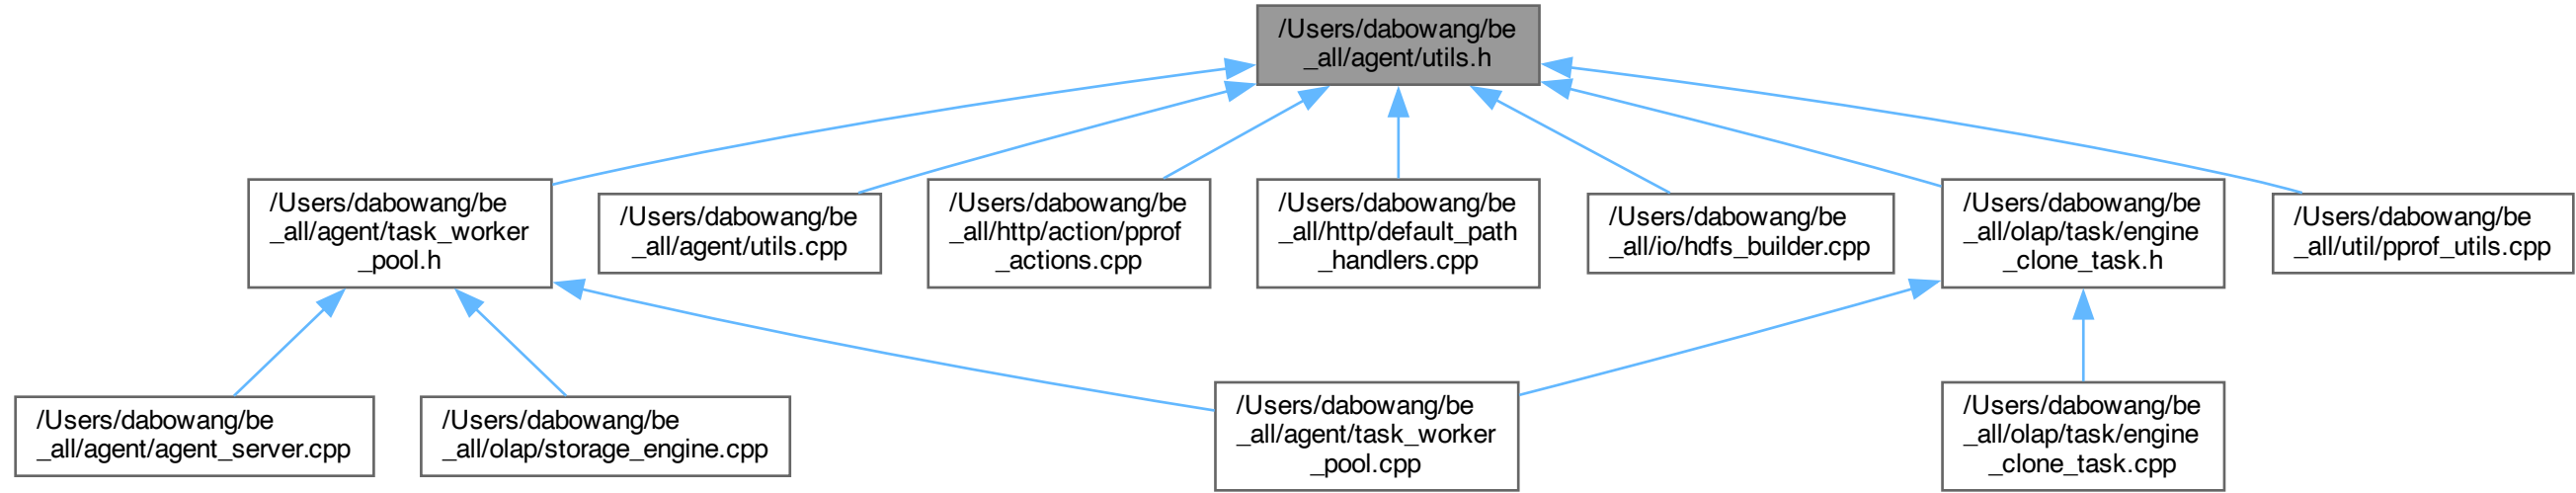 /Users/dabowang/be
_all/agent/utils.h
/Users/dabowang/be
_all/agent/task_worker
_pool.h
/Users/dabowang/be
_all/agent/utils.cpp
/Users/dabowang/be
_all/http/action/pprof
_actions.cpp
/Users/dabowang/be
_all/http/default_path
_handlers.cpp
/Users/dabowang/be
_all/io/hdfs_builder.cpp
/Users/dabowang/be
_all/olap/task/engine
_clone_task.h
/Users/dabowang/be
_all/util/pprof_utils.cpp
/Users/dabowang/be
_all/agent/agent_server.cpp
/Users/dabowang/be
_all/olap/storage_engine.cpp
/Users/dabowang/be
_all/agent/task_worker
_pool.cpp
/Users/dabowang/be
_all/olap/task/engine
_clone_task.cpp